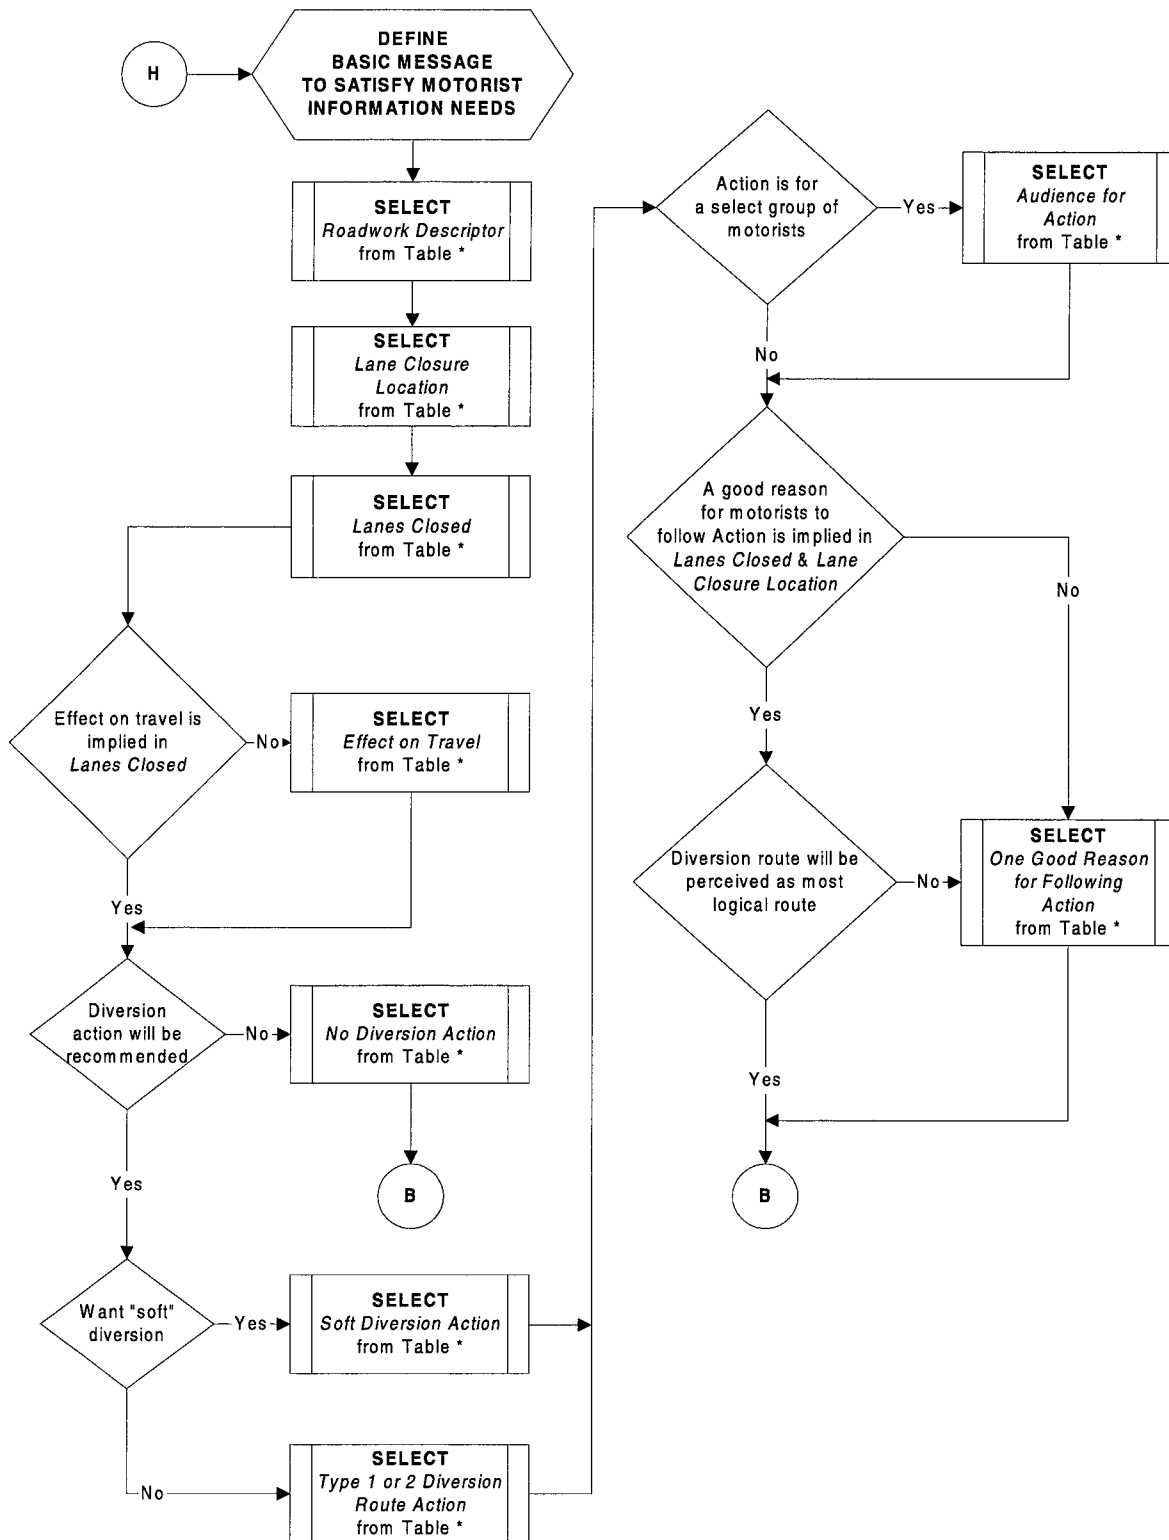 H
DEFINE
BASIC MESSAGE
TO SATISFY MOTORIST
INFORMATION NEEDS
SELECT
Roadwork Descriptor
from Table *
SELECT
Lane Closure
Location
from Table *
SELECT
Lanes Closed
from Table *
Effect on travel is
implied in
Lanes Closed
No
SELECT
Effect on Travel
from Table *
Yes
Diversion
action will be
recommended
No
SELECT
No Diversion Action
from Table *
B
Yes
Want "soft"
diversion
Yes
SELECT
Soft Diversion Action
from Table *
No
SELECT
Type 1 or 2 Diversion
Route Action
from Table *
Action is for
a select group of
motorists
Yes
SELECT
Audience for
Action
from Table *
No
A good reason
for motorists to
follow Action is implied in
Lanes Closed & Lane
Closure Location
No
Yes
Diversion route will be
perceived as most
logical route
No
SELECT
One Good Reason
for Following
Action
from Table *
Yes
B